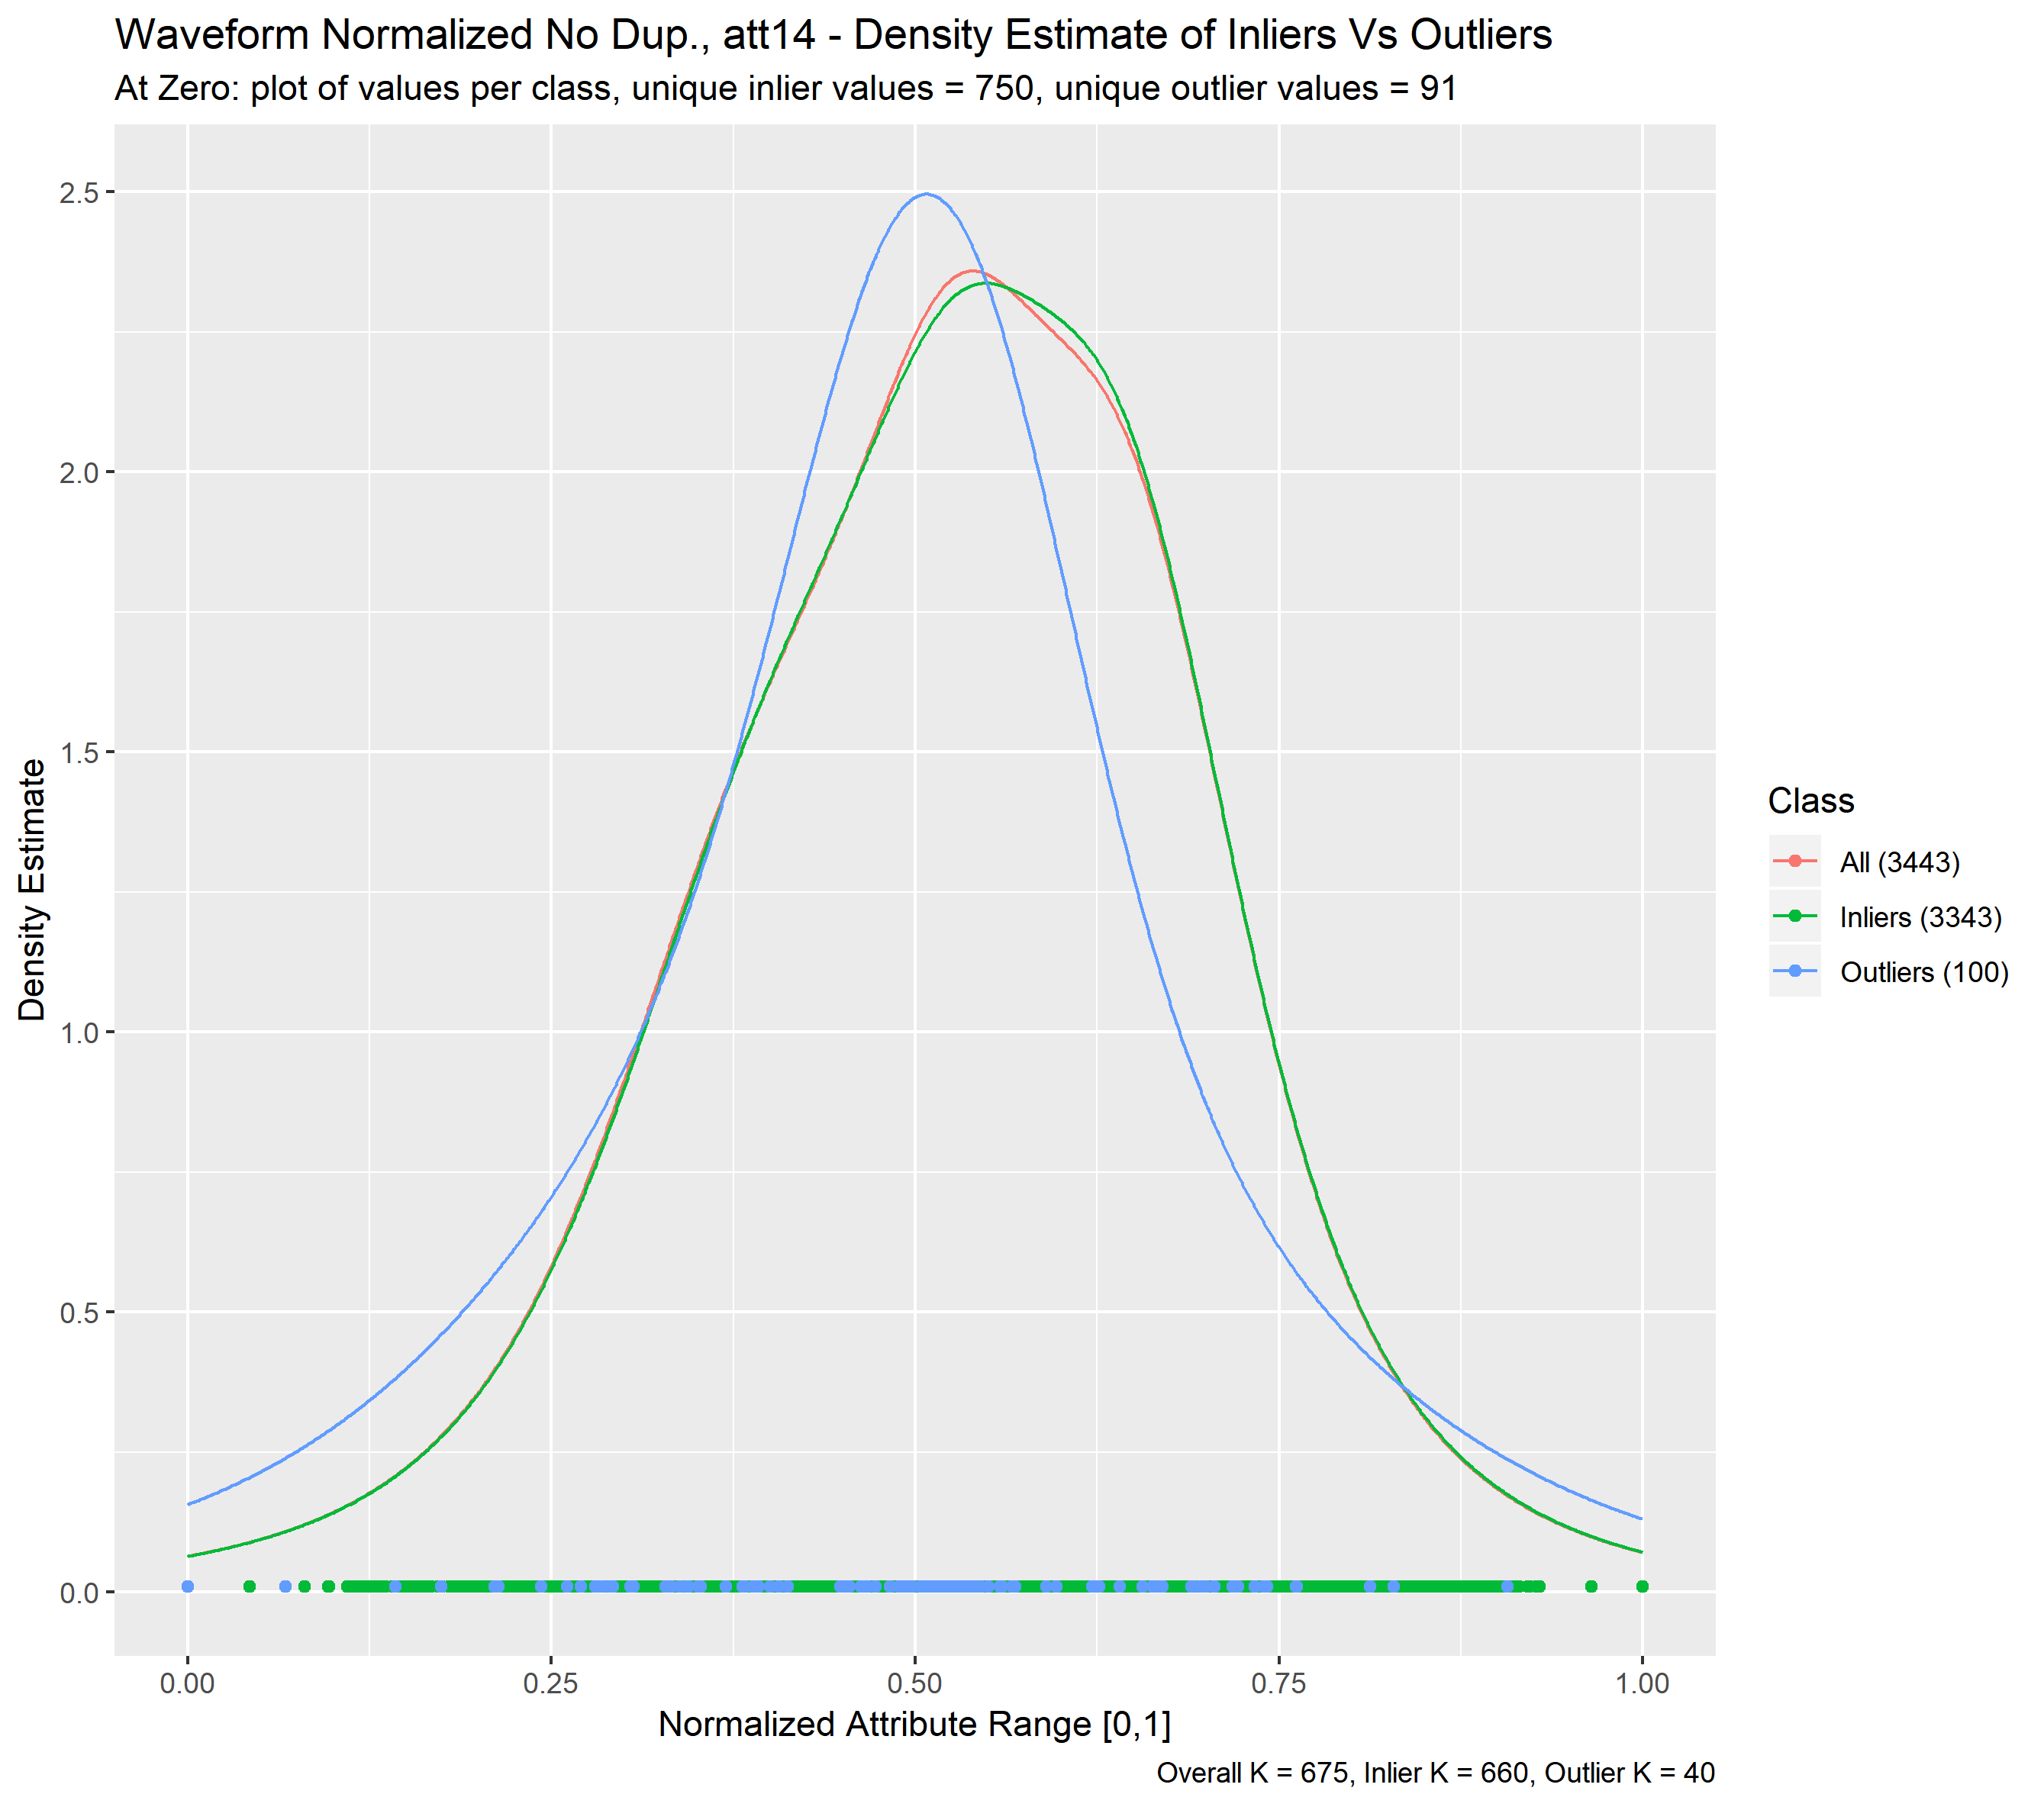 Waveform Normalized No Dup., att14 - Density Estimate of Inliers Vs Outliers
At Zero: plot of values per class, unique inlier values = 750, unique outlier values = 91
2.5
2.0
1.5
1.0
0.5
0.0
Density Estimate
0.00
0.25
0.50
0.75
1.00
Normalized Attribute Range [0,1]
Class
All (3443)
Inliers (3343)
Outliers (100)
Overall K = 675, Inlier K = 660, Outlier K = 40